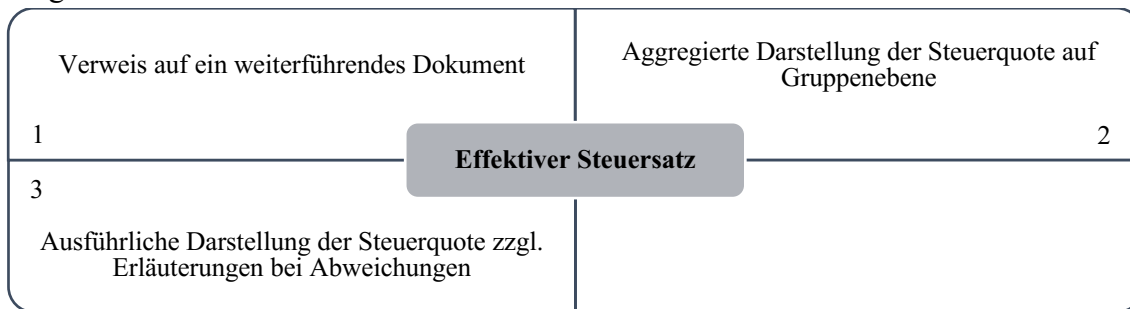 Verweis auf ein weiterführendes Dokument
1
Aggregierte Darstellung der Steuerquote auf
Gruppenebene
2
Effektiver Steuersatz
3
Ausführliche Darstellung der Steuerquote zzgl.
Erläuterungen bei Abweichungen